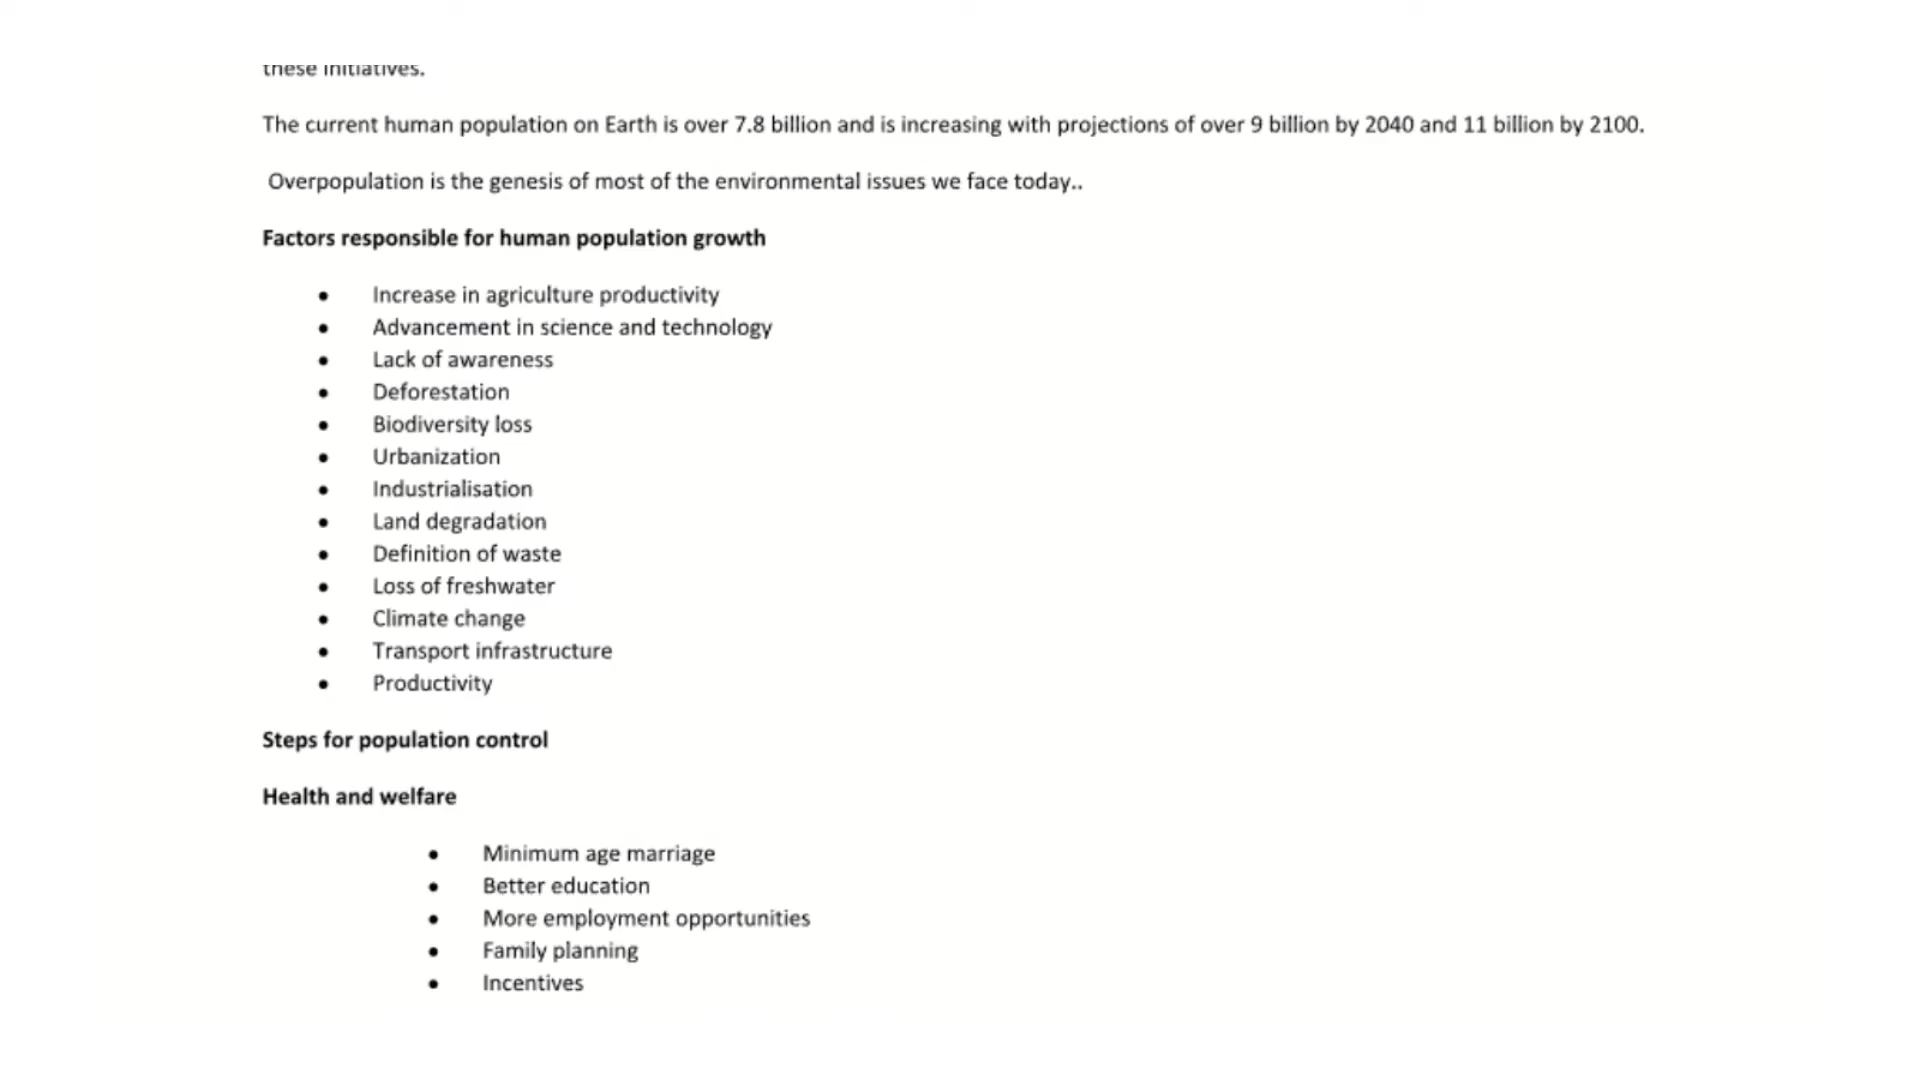 these initiatives.
The current human population on Earth is over 7.8 billion and is increasing with projections of over 9 billion by 2040 and 11 billion by 2100.
Overpopulation is the genesis of most of the environmental issues we face today..
Factors responsible for human population growth
• Increase in agriculture productivity
• Advancement in science and technology
• Lack of awareness
• Deforestation
• Biodiversity loss
• Urbanization
• Industrialisation
• Land degradation
• Definition of waste
• Loss of freshwater
• Climate change
• Transport infrastructure
• Productivity
Steps for population control
Health and welfare
• Minimum age marriage
• Better education
• More employment opportunities
• Family planning
• Incentives